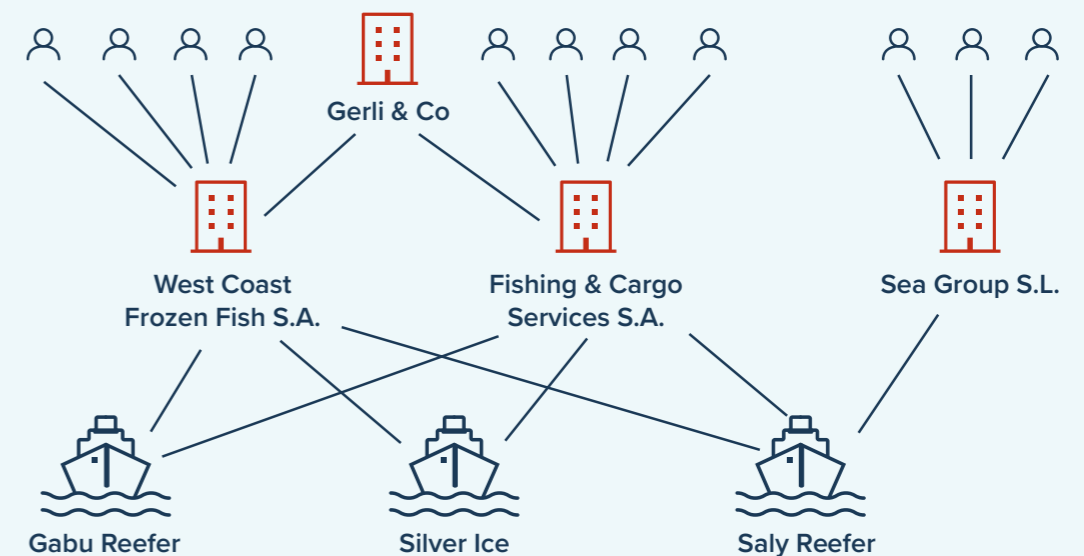 Gerli & Co
West Coast
Frozen Fish S.A.
Fishing & Cargo
Services S.A.
Sea Group S.L.
Gabu Reefer
Silver Ice
Saly Reefer